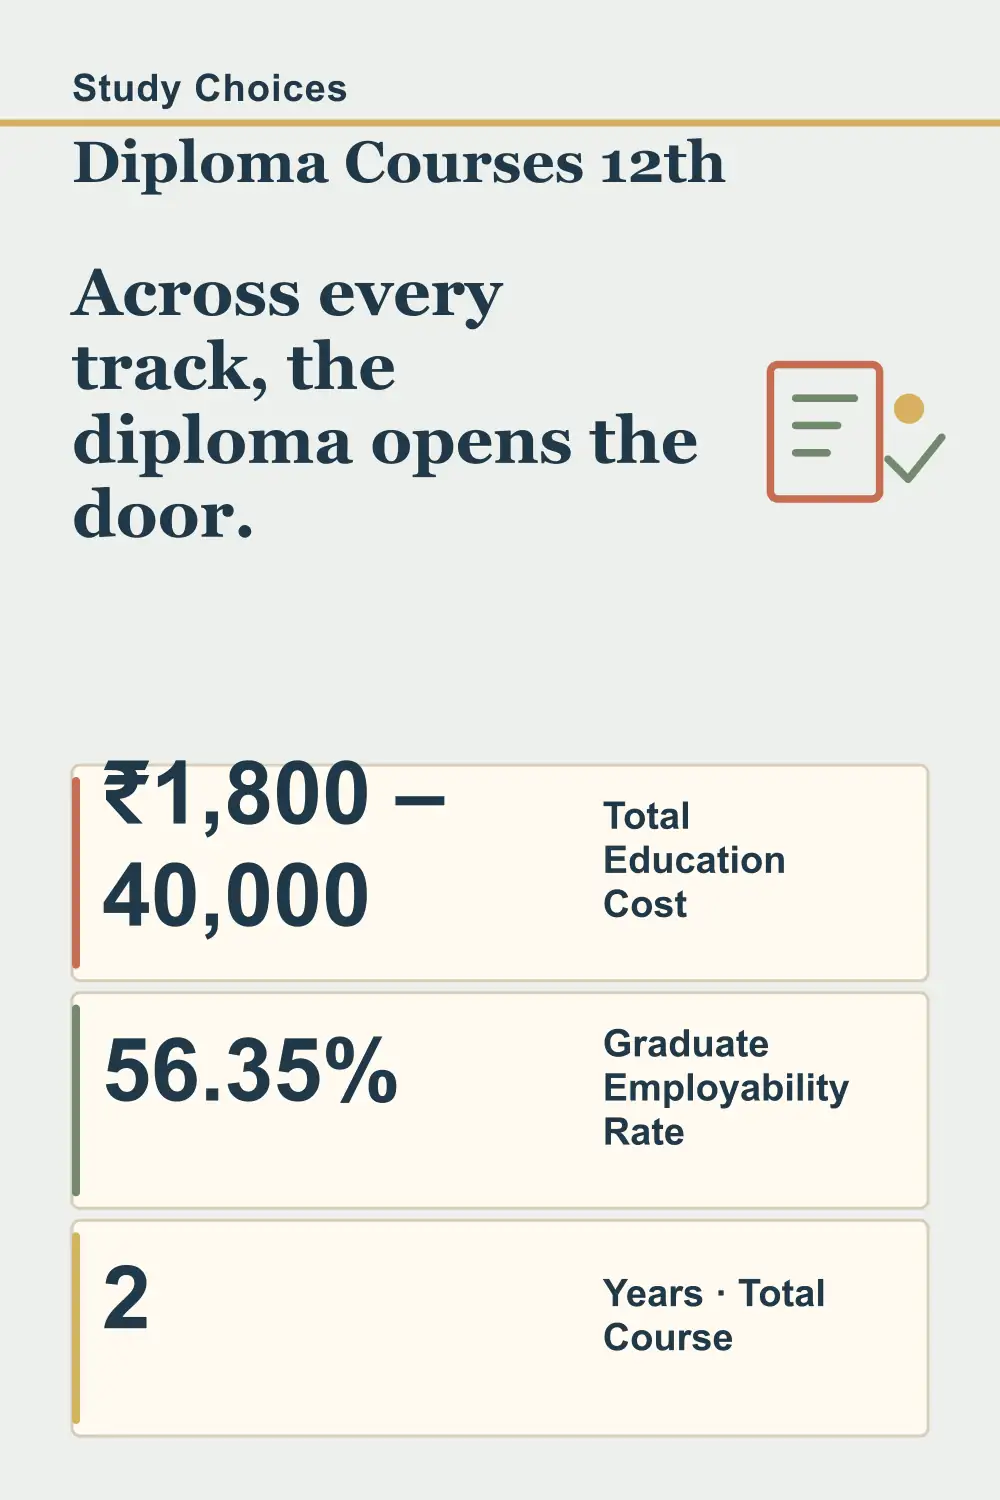 Study Choices
Diploma Courses 12th
Across every
track, the
diploma opens the
door.
₹1,800 –
40,000
Total
Education
Cost
56.35%
Graduate
Employability
Rate
2
Years · Total
Course